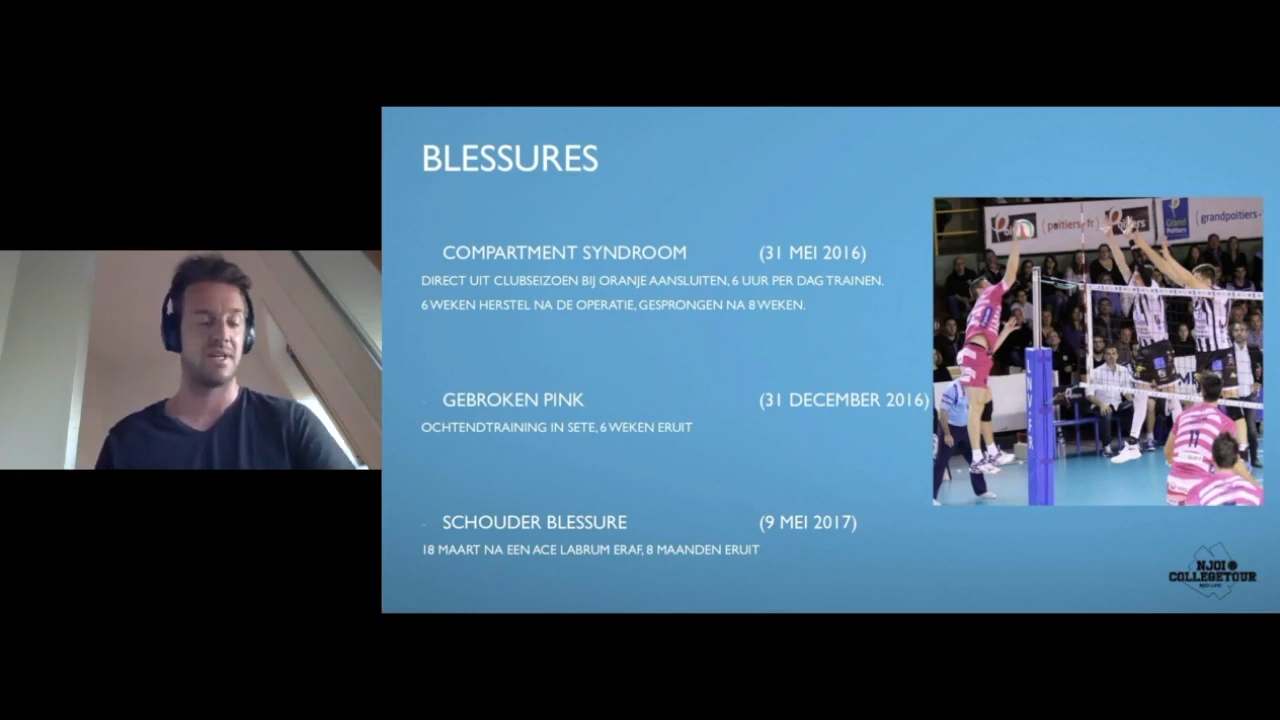 BLESSURES
COMPARTMENT SYNDROOM (31 MEI 2016)
DIRECT UIT CLUBSEIZOEN BIJ ORANJE AANSLUITEN, 6 UUR PER DAG TRAINEN.
6 WEKEN HERSTEL NA DE OPERATIE, GESPRONGEN NA 8 WEKEN.
- GEBROKEN PINK (31 DECEMBER 2016)
OCHTENDTRAINING IN SETE, 6 WEKEN ERUIT
- SCHOUDER BLESSURE (9 MEI 2017)
18 MAART NA EEN ACE LABRUM ERAF, 8 MAANDEN ERUIT
(poitiers·fr)
Grand Poitiers
(grandpoitiers-
11
NJOI
COLLEGETOUR